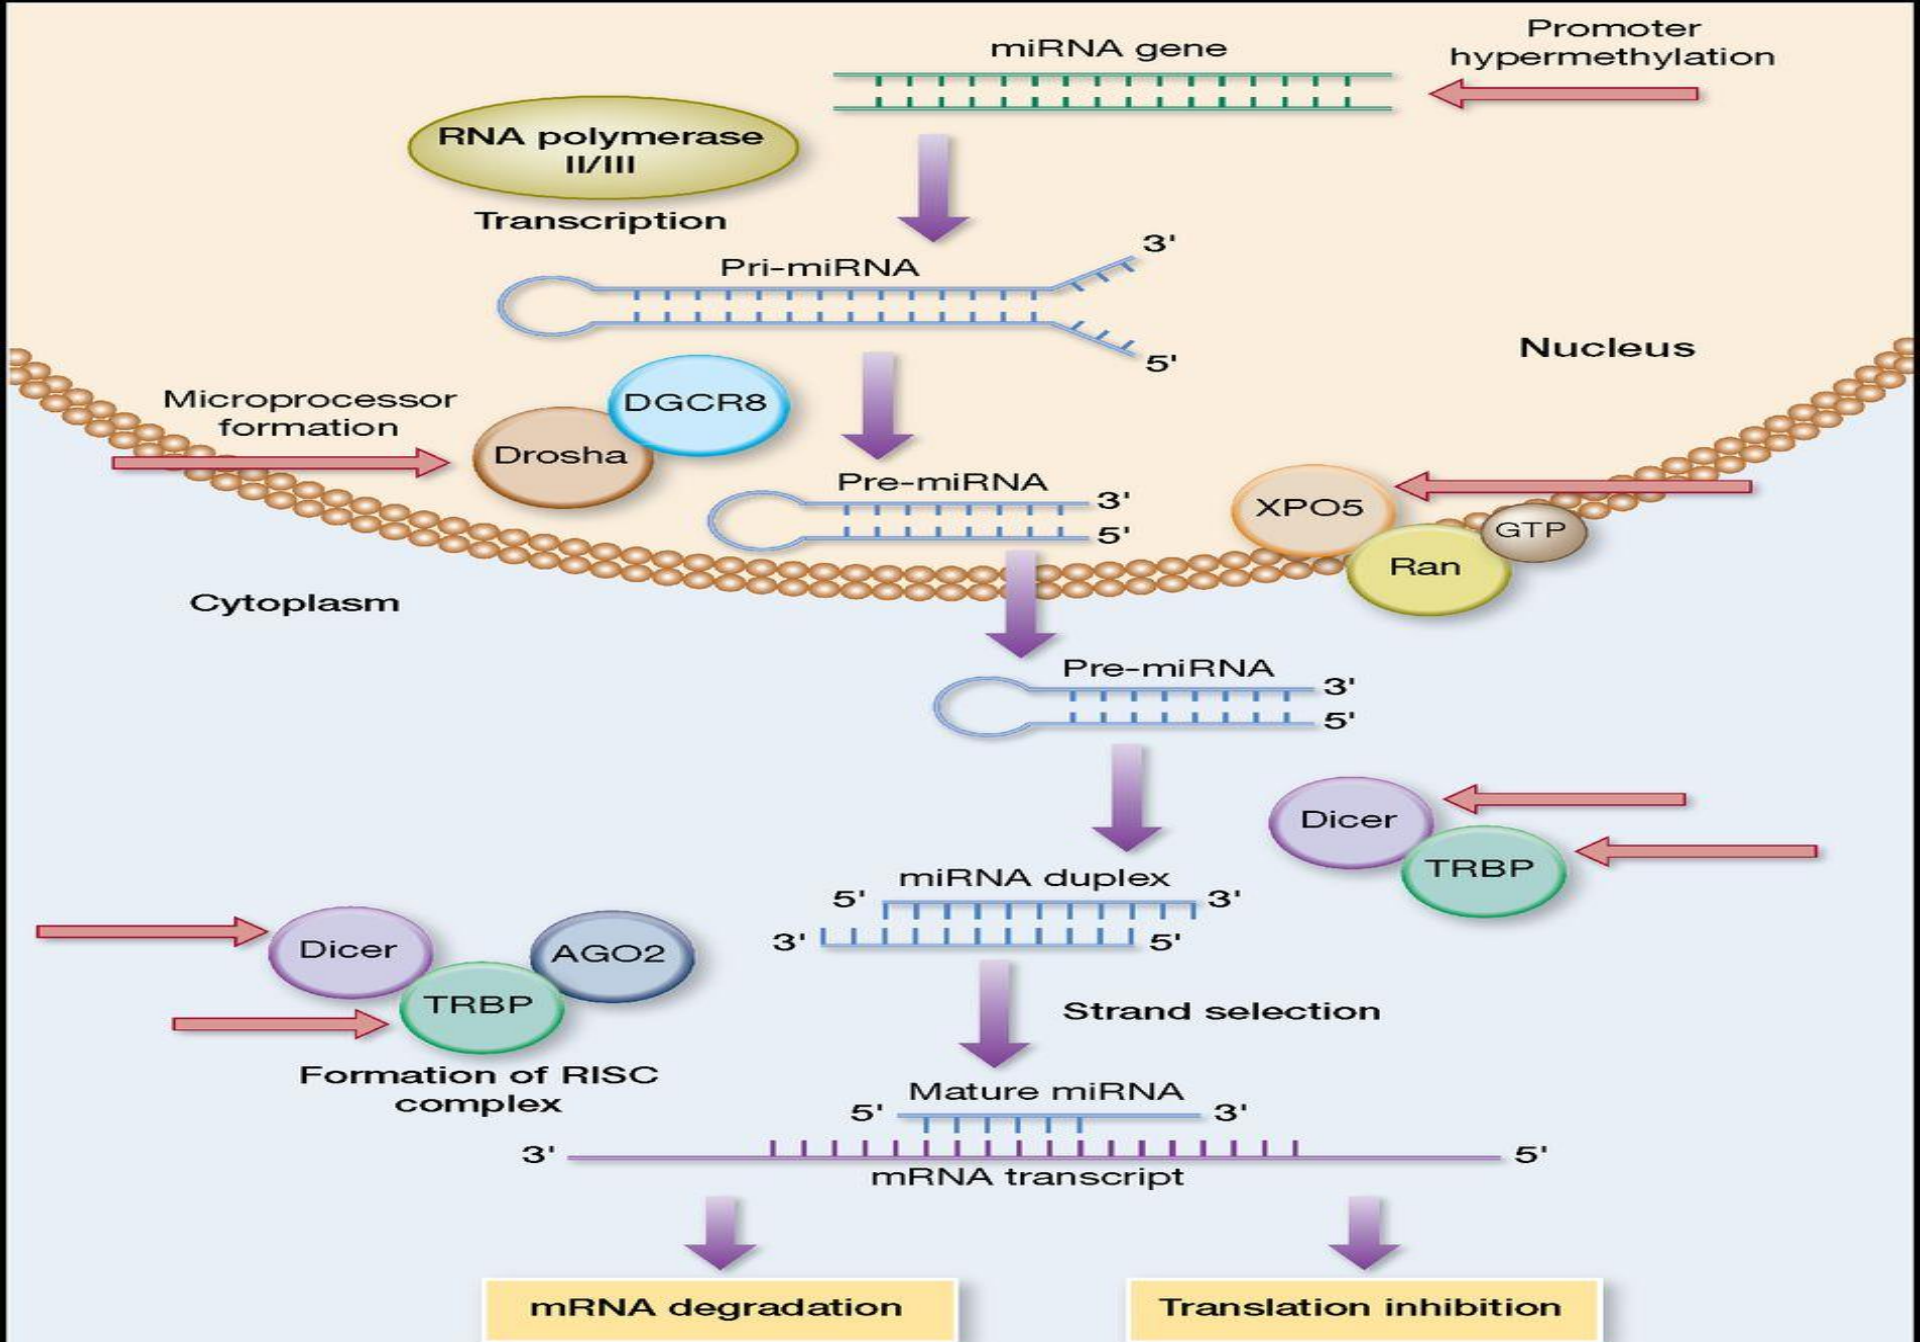 Promoter
hypermethylation
miRNA gene
RNA polymerase
II/III
Transcription
3'
Pri-miRNA
5'
Nucleus
Microprocessor
formation
DGCR8
Drosha
Pre-miRNA
3'
5'
XPO5
GTP
Ran
Cytoplasm
Pre-miRNA
3'
5'
Dicer
TRBP
miRNA duplex
5'
3'
3'
5'
Dicer
AGO2
TRBP
Strand selection
Formation of RISC
complex
Mature miRNA
5'
3'
3'
5'
mRNA transcript
mRNA degradation
Translation inhibition